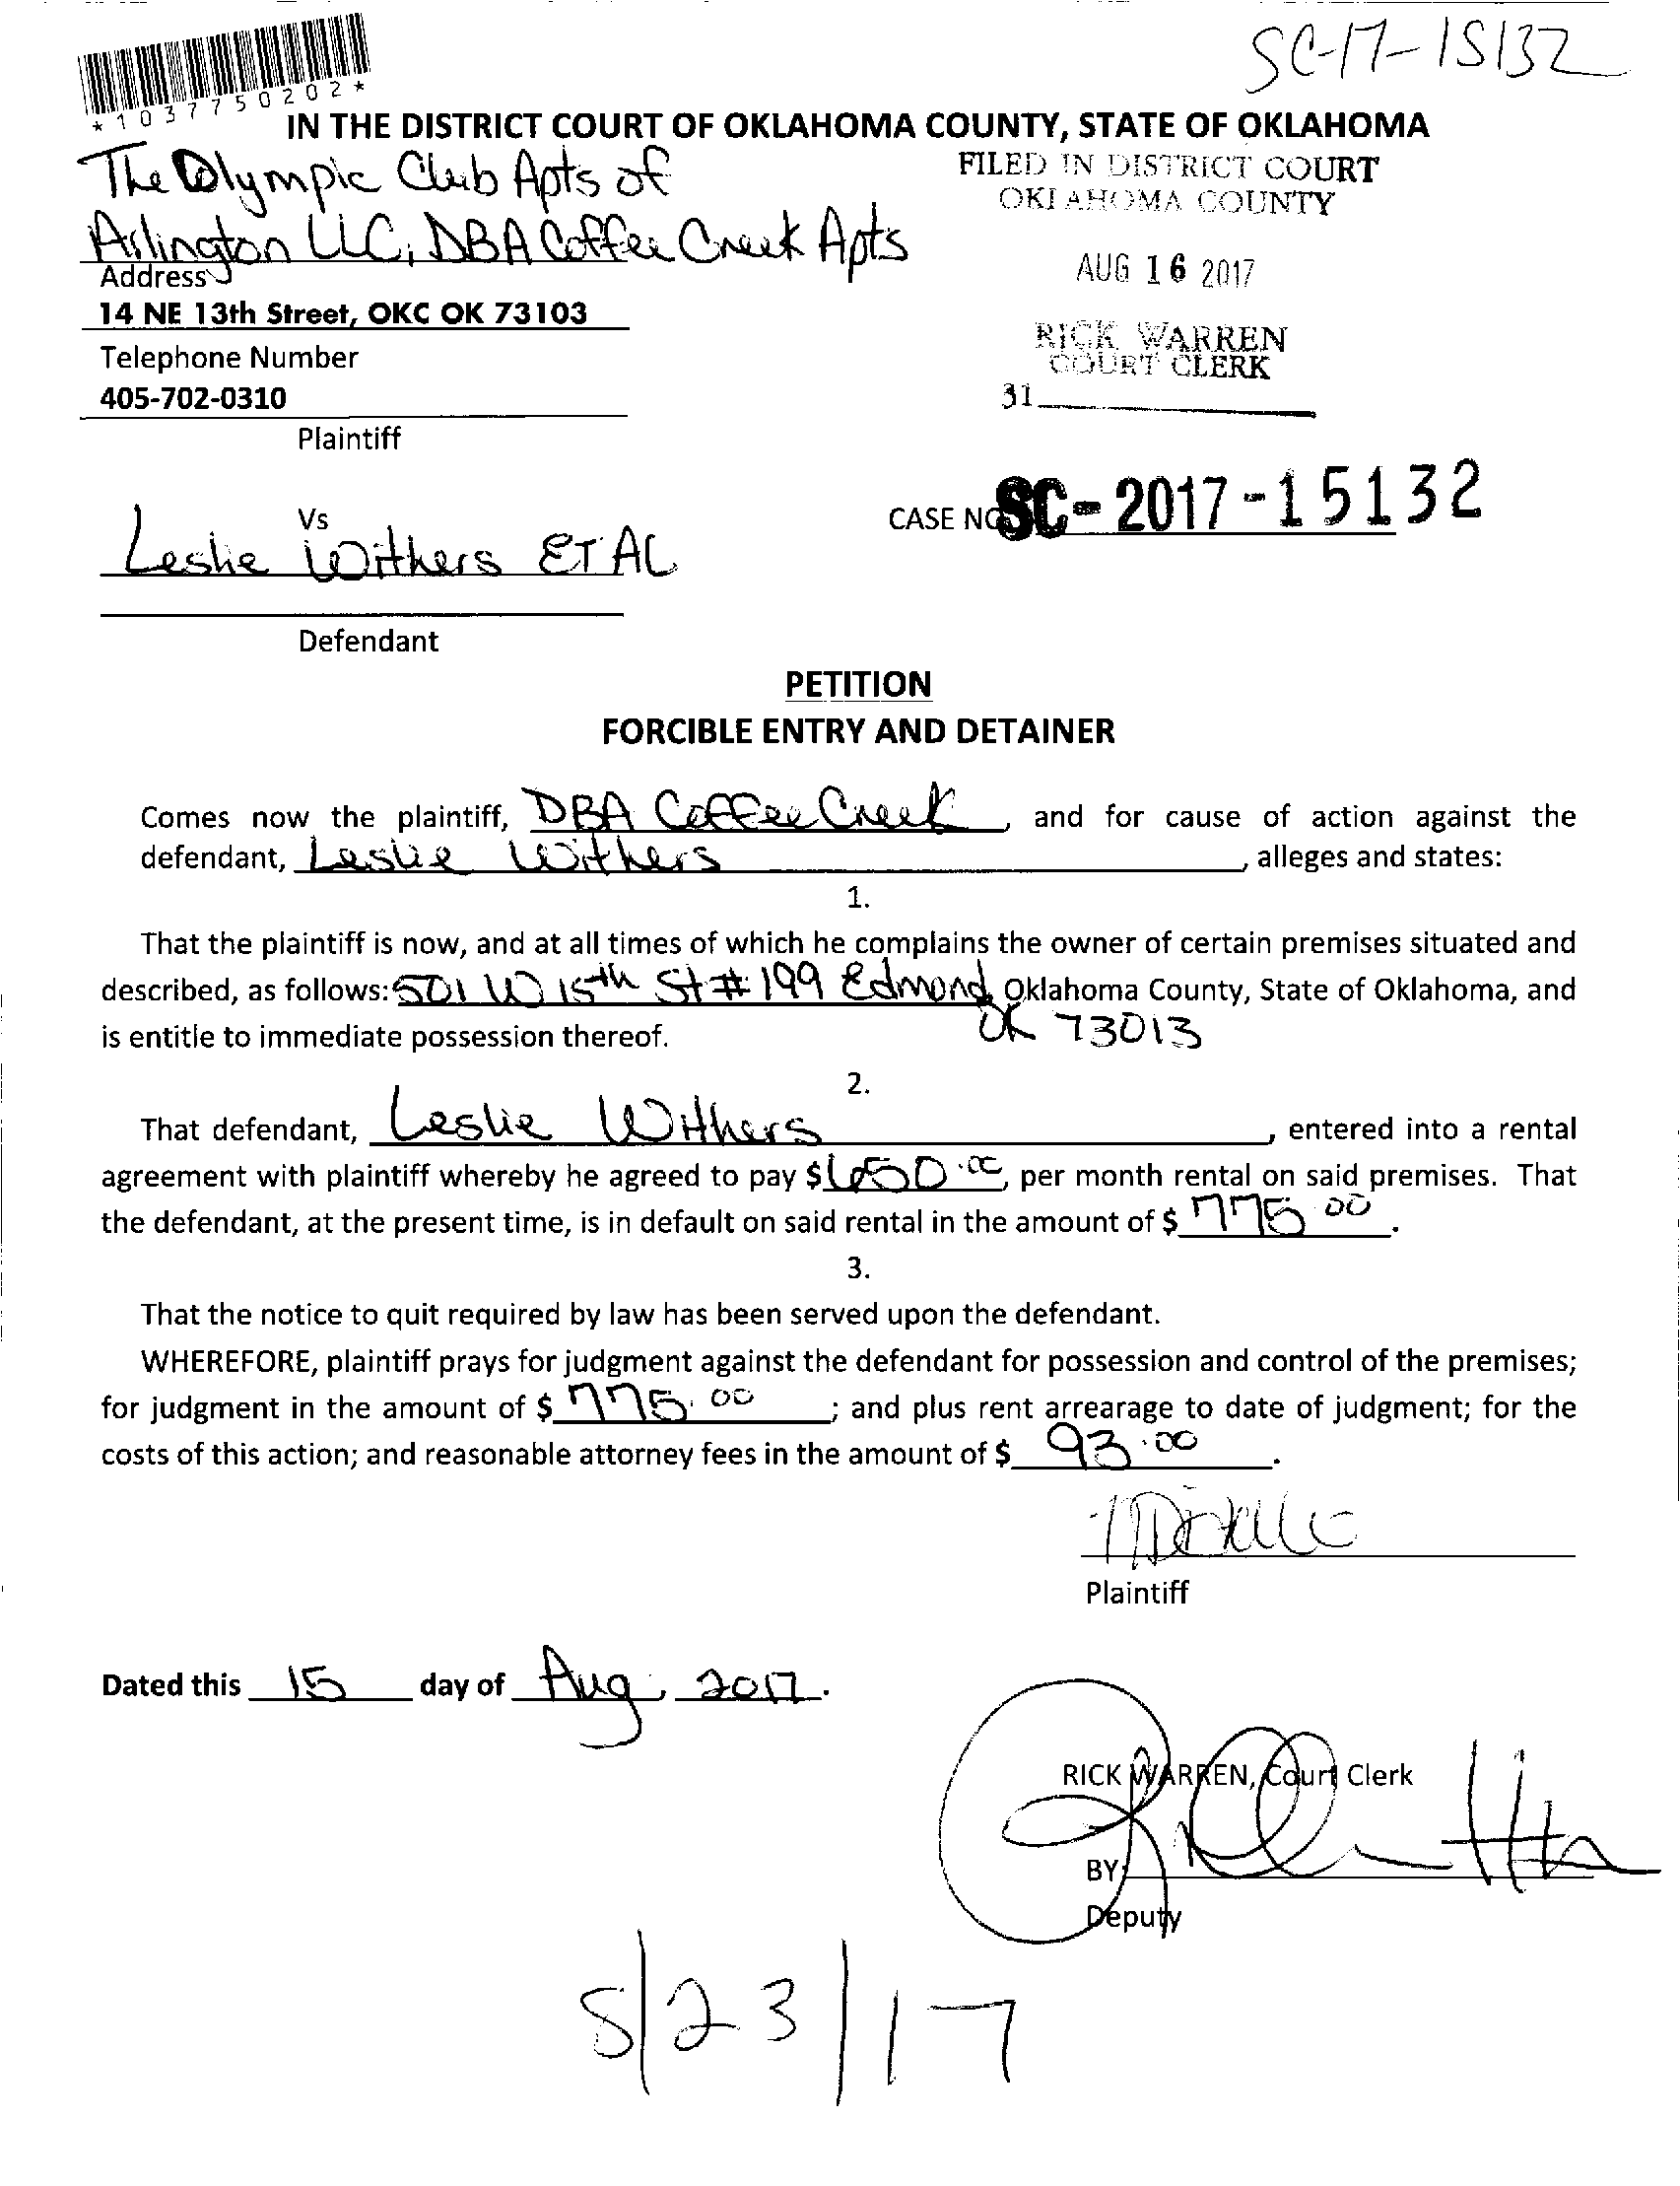 SC-17-15132
*1037750202*
IN THE DISTRICT COURT OF OKLAHOMA COUNTY, STATE OF OKLAHOMA
The Olympic Club Apts of
Arlington LLC, DBA Coffee Creek Apts
Address
14 NE 13th Street, OKC OK 73103
Telephone Number
405-702-0310
Plaintiff
FILED IN DISTRICT COURT
OKLAHOMA COUNTY
AUG 16 2017
RICK WARREN
COURT CLERK
31
Vs
Leslie Withers ET AL
Defendant
CASE NO SC-2017-15132
PETITION
FORCIBLE ENTRY AND DETAINER
Comes now the plaintiff, DBA Coffee Creek, and for cause of action against the
defendant, Leslie Withers, alleges and states:
1.
That the plaintiff is now, and at all times of which he complains the owner of certain premises situated and
described, as follows: 501 W 15th St # 199 Edmond, Oklahoma County, State of Oklahoma, and
OK 73013
is entitle to immediate possession thereof.
2.
That defendant, Leslie Withers, entered into a rental
agreement with plaintiff whereby he agreed to pay $650.00, per month rental on said premises. That
the defendant, at the present time, is in default on said rental in the amount of $ 775.00.
3.
That the notice to quit required by law has been served upon the defendant.
WHEREFORE, plaintiff prays for judgment against the defendant for possession and control of the premises;
for judgment in the amount of $ 775.00; and plus rent arrearage to date of judgment; for the
costs of this action; and reasonable attorney fees in the amount of $ 93.00.
Plaintiff
Dated this 15 day of Aug, 2017.
RICK WARREN, Court Clerk
BY:
Deputy
8/23/17